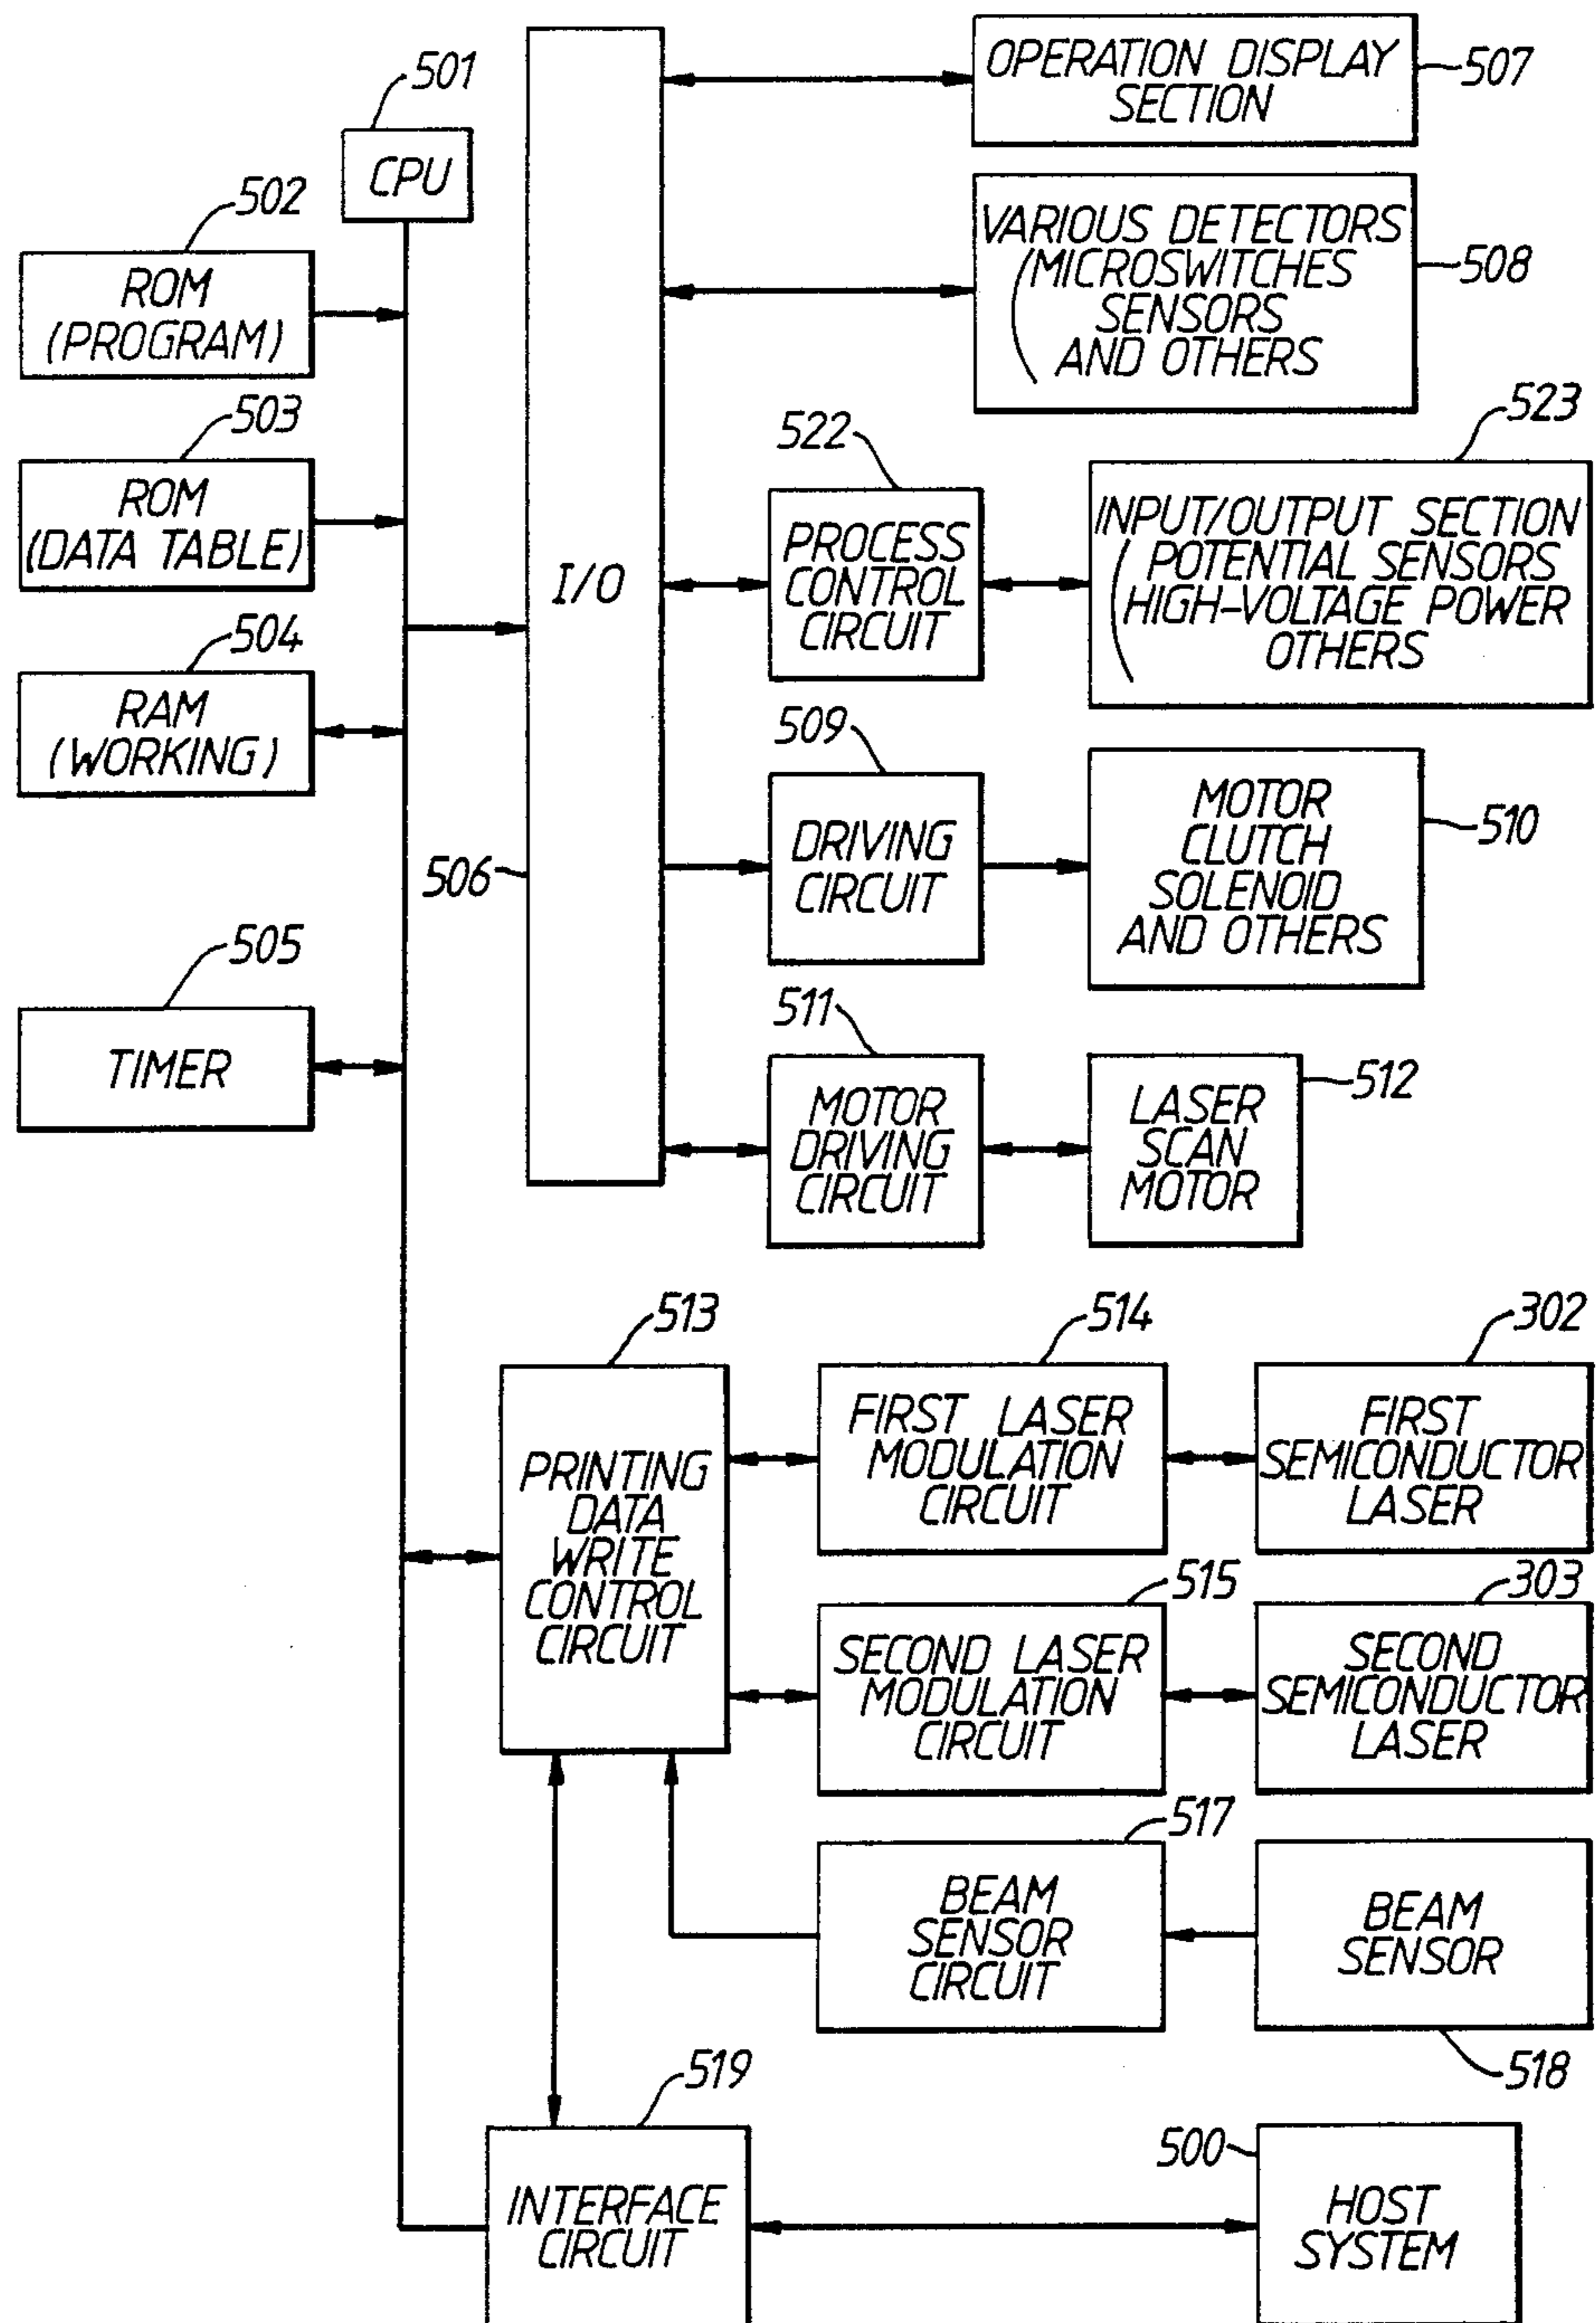 501
CPU
502
ROM
(PROGRAM)
503
ROM
(DATA TABLE)
504
RAM
(WORKING)
505
TIMER
506
I/O
OPERATION DISPLAY
SECTION
507
VARIOUS DETECTORS
(MICROSWITCHES
SENSORS
AND OTHERS
508
522
PROCESS
CONTROL
CIRCUIT
523
INPUT/OUTPUT SECTION
(POTENTIAL SENSORS
HIGH-VOLTAGE POWER
OTHERS
509
DRIVING
CIRCUIT
MOTOR
CLUTCH
SOLENOID
AND OTHERS
510
511
MOTOR
DRIVING
CIRCUIT
LASER
SCAN
MOTOR
512
513
PRINTING
DATA
WRITE
CONTROL
CIRCUIT
514
FIRST LASER
MODULATION
CIRCUIT
302
FIRST
SEMICONDUCTOR
LASER
515
SECOND LASER
MODULATION
CIRCUIT
303
SECOND
SEMICONDUCTOR
LASER
517
BEAM
SENSOR
CIRCUIT
BEAM
SENSOR
518
519
INTERFACE
CIRCUIT
500
HOST
SYSTEM